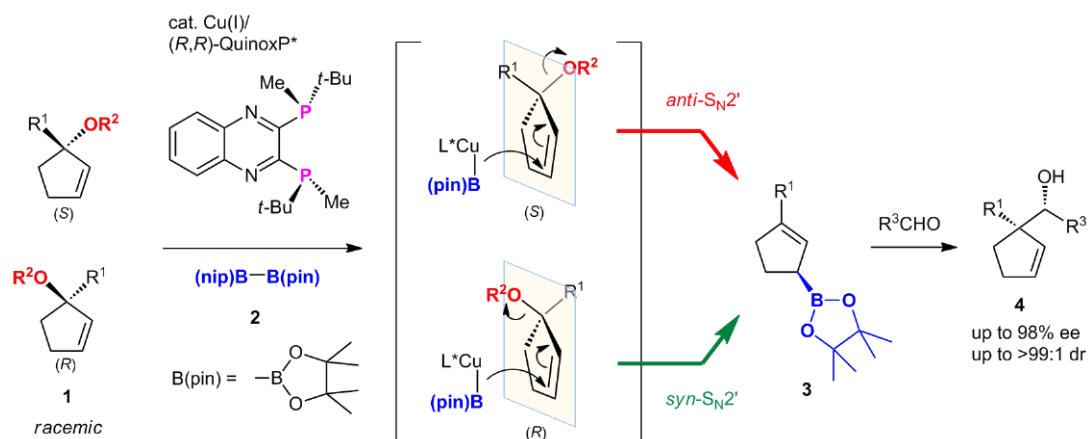 cat. Cu(I)/
(R,R)-QuinoxP*
R¹ OR²
(S)
R²O R¹
(R)
1
racemic
Me t-Bu
P
N
N
P
t-Bu Me
(nip)B—B(pin)
2
B(pin) = B O O
R¹ OR²
L*Cu
(pin)B
(S)
R²O R¹
L*Cu
(pin)B
(R)
anti-SN2'
syn-SN2'
R¹
B O
O
3
R³CHO
OH
R¹ R³
4
up to 98% ee
up to >99:1 dr